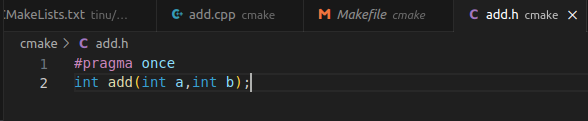 CMakeLists.txt tinu/... add.cpp cmake Makefile cmake add.h cmake
cmake > add.h
1 #pragma once
2 int add(int a,int b);